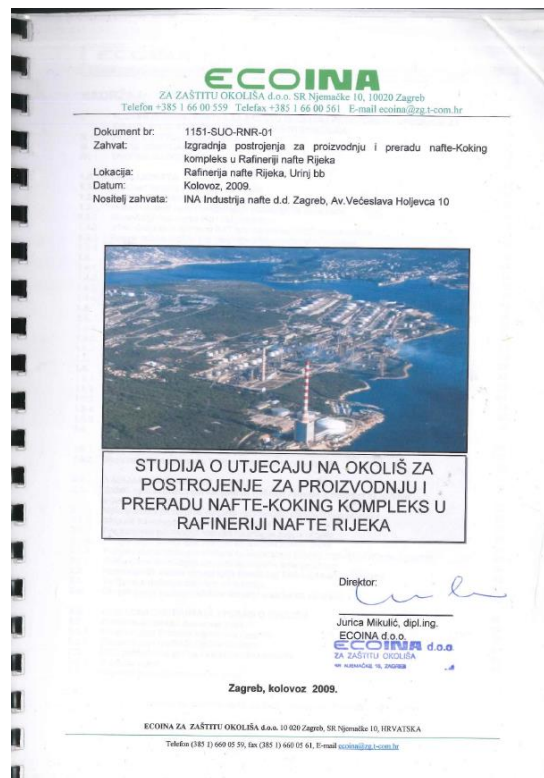 ECOINA
ZA ZAŠTITU OKOLIŠA d.o.o. SR Njemačke 10, 10020 Zagreb
Telefon +385 1 66 00 559 Telefax +385 1 66 00 561 E-mail ecoina@zg.t-com.hr
Dokument br: 1151-SUO-RNR-01
Zahvat: Izgradnja postrojenja za proizvodnju i preradu nafte-Koking
kompleks u Rafineriji nafte Rijeka
Lokacija: Rafinerija nafte Rijeka, Urinj bb
Datum: Kolovoz, 2009.
Nositelj zahvata: INA Industrija nafte d.d. Zagreb, Av.Većeslava Holjevca 10
STUDIJA O UTJECAJU NA OKOLIŠ ZA
POSTROJENJE ZA PROIZVODNJU I
PRERADU NAFTE-KOKING KOMPLEKS U
RAFINERIJI NAFTE RIJEKA
Direktor:
Jurica Mikulić, dipl.ing.
ECOINA d.o.o.
ECOINA d.o.o.
ZA ZAŠTITU OKOLIŠA
SR NJEMAČKE 10, ZAGREB
Zagreb, kolovoz 2009.
ECOINA ZA ZAŠTITU OKOLIŠA d.o.o. 10 020 Zagreb, SR Njemačke 10, HRVATSKA
Telefon (385 1) 660 05 59, fax (385 1) 660 05 61, E-mail ecoina@zg.t-com.hr